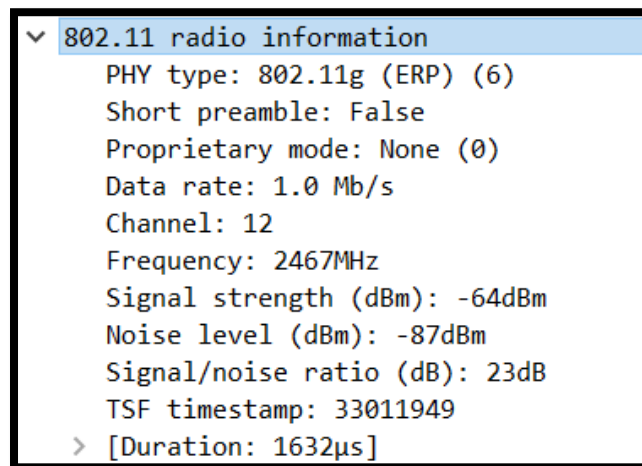 802.11 radio information
PHY type: 802.11g (ERP) (6)
Short preamble: False
Proprietary mode: None (0)
Data rate: 1.0 Mb/s
Channel: 12
Frequency: 2467MHz
Signal strength (dBm): -64dBm
Noise level (dBm): -87dBm
Signal/noise ratio (dB): 23dB
TSF timestamp: 33011949
[Duration: 1632µs]